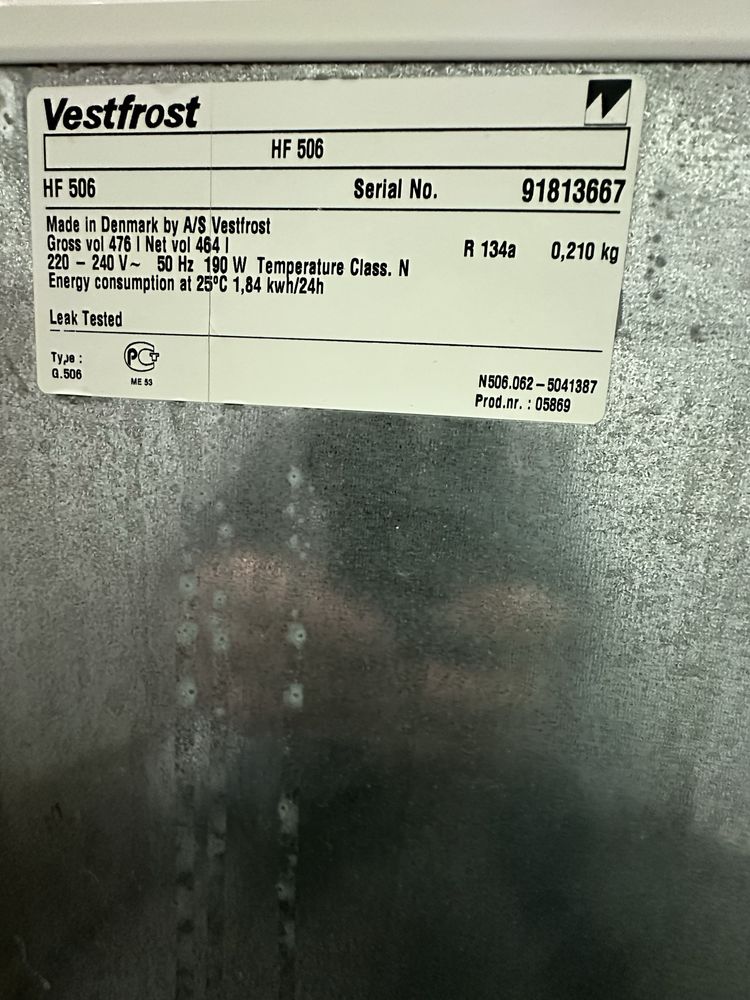 Vestfrost
HF 506
HF 506 Serial No. 91813667
Made in Denmark by A/S Vestfrost
Gross vol 476 l Net vol 464 l R 134a 0,210 kg
220 – 240 V~ 50 Hz 190 W Temperature Class. N
Energy consumption at 25°C 1,84 kwh/24h
Leak Tested
Type :
G.506
PCT
ME 53
N506.062 – 5041387
Prod.nr. : 05869